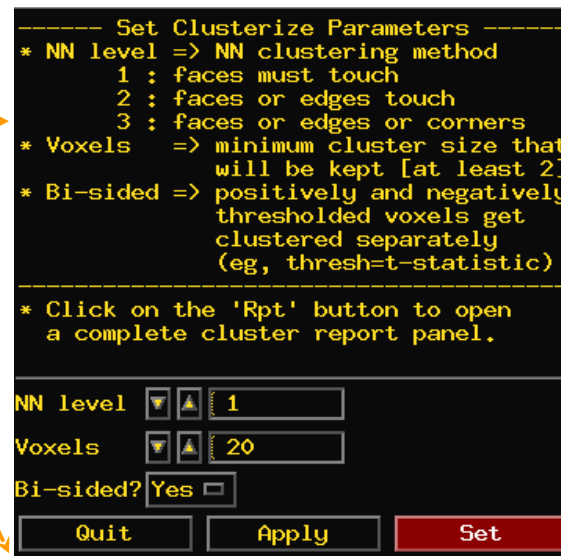 ------ Set Clusterize Parameters -----
* NN level => NN clustering method
1 : faces must touch
2 : faces or edges touch
3 : faces or edges or corners
* Voxels => minimum cluster size that
will be kept [at least 2]
* Bi-sided => positively and negatively
thresholded voxels get
clustered separately
(eg, thresh=t-statistic)
---------------------------------------
* Click on the 'Rpt' button to open
a complete cluster report panel.
NN level 1
Voxels 20
Bi-sided? Yes
Quit Apply Set